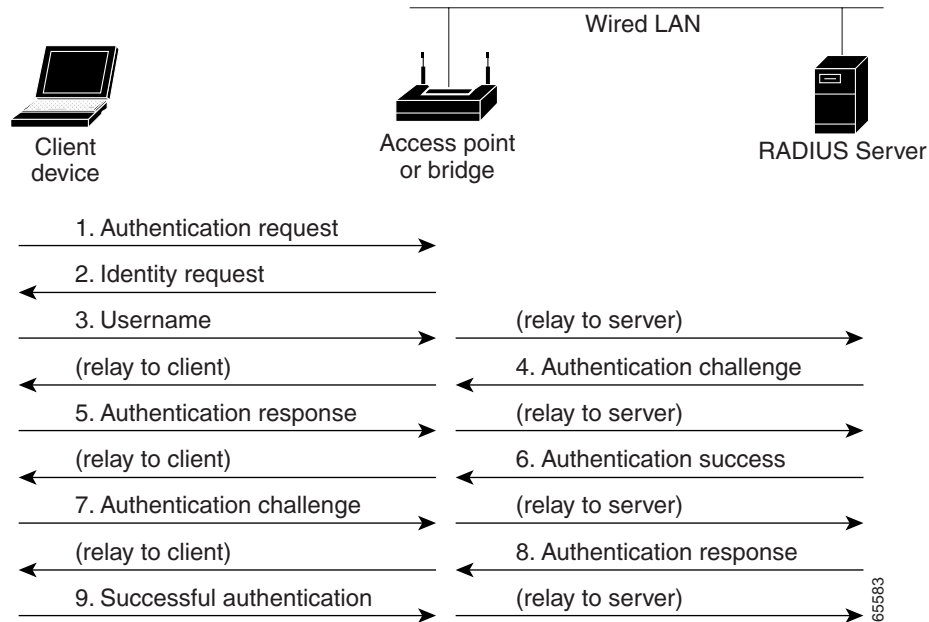 Wired LAN
Client
device
Access point
or bridge
RADIUS Server
1. Authentication request
2. Identity request
3. Username
(relay to server)
(relay to client)
4. Authentication challenge
5. Authentication response
(relay to server)
(relay to client)
6. Authentication success
7. Authentication challenge
(relay to server)
(relay to client)
8. Authentication response
9. Successful authentication
(relay to server)
65583